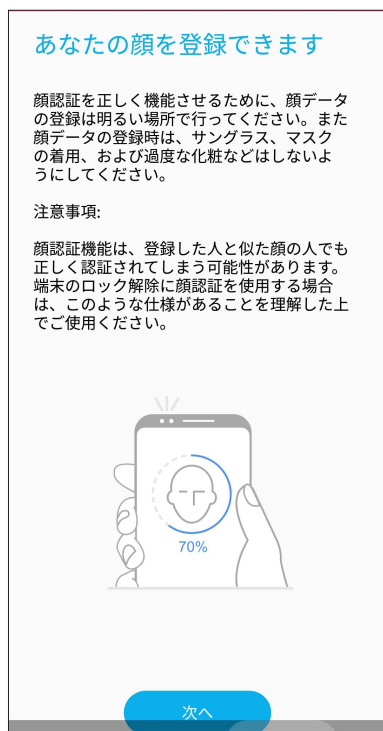 あなたの顔を登録できます
顔認証を正しく機能させるために、顔データ
の登録は明るい場所で行ってください。また
顔データの登録時は、サングラス、マスク
の着用、および過度な化粧などはしないよ
うにしてください。
注意事項:
顔認証機能は、登録した人と似た顔の人でも
正しく認証されてしまう可能性があります。
端末のロック解除に顔認証を使用する場合
は、このような仕様があることを理解した上
でご使用ください。
70%
次へ